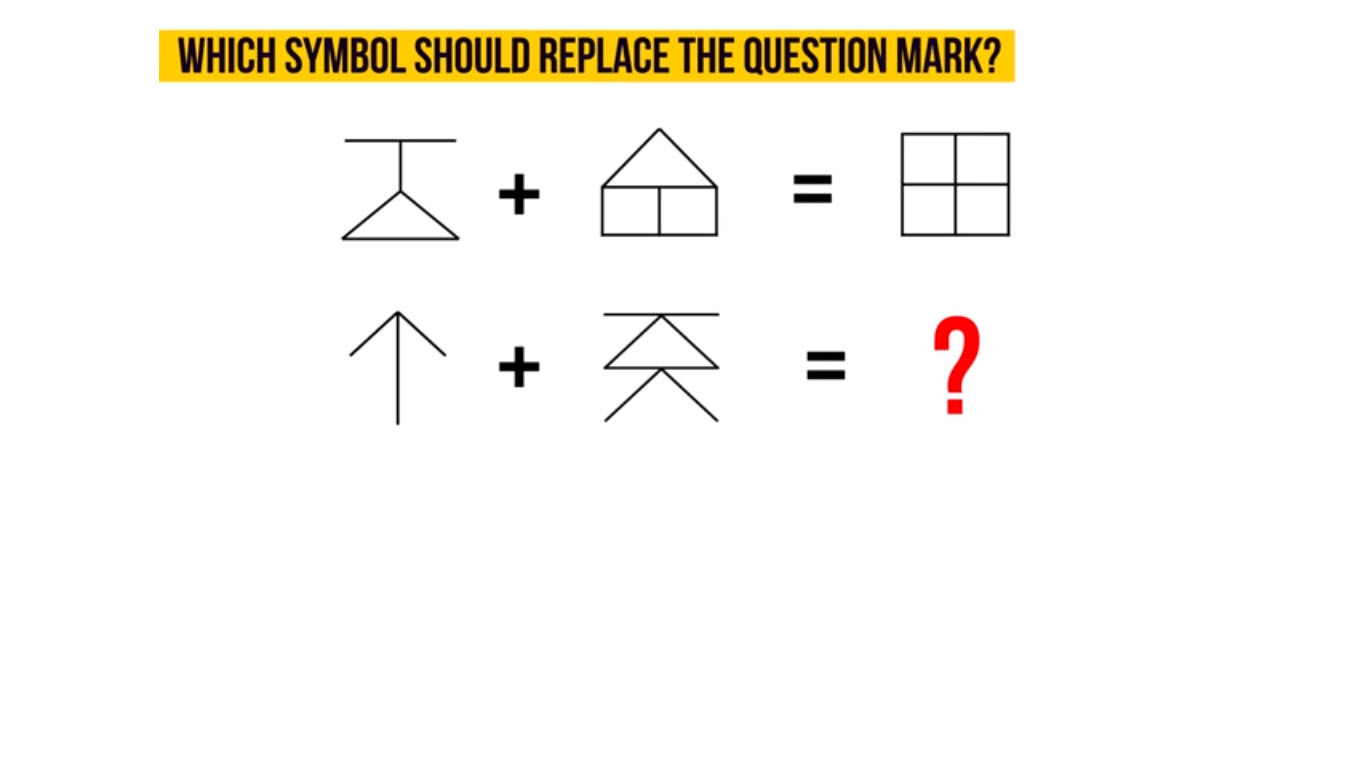 WHICH SYMBOL SHOULD REPLACE THE QUESTION MARK?
+ =
+ = ?